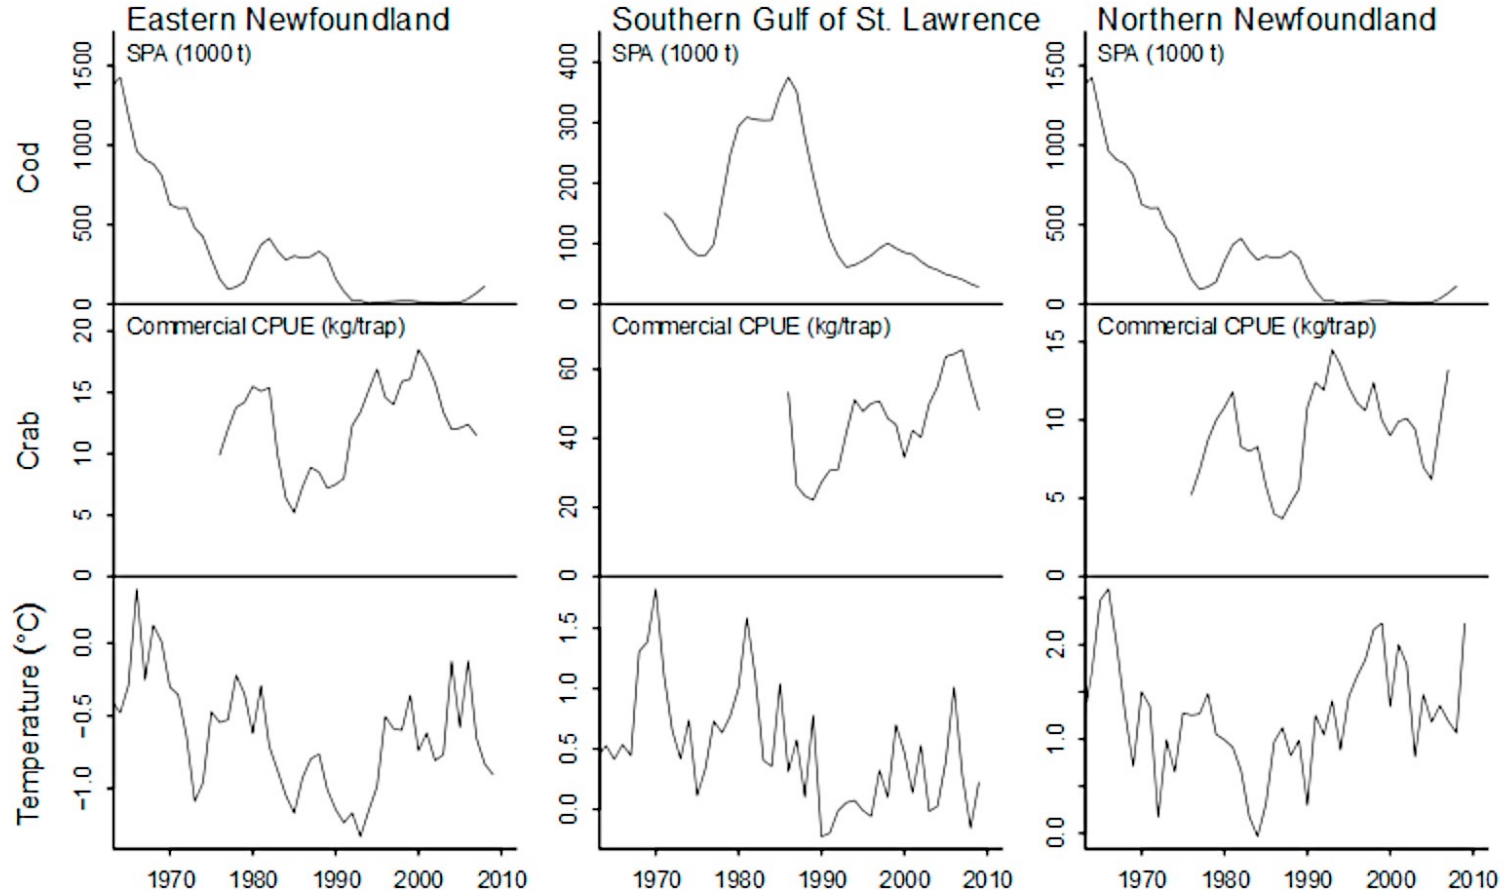 Eastern Newfoundland
Southern Gulf of St. Lawrence
Northern Newfoundland
Cod
SPA (1000 t)
1500
1000
500
0
SPA (1000 t)
400
300
200
100
0
SPA (1000 t)
1500
1000
500
0
Crab
Commercial CPUE (kg/trap)
20
15
10
5
0
Commercial CPUE (kg/trap)
60
40
20
0
Commercial CPUE (kg/trap)
15
10
5
0
Temperature (°C)
0.0
−0.5
−1.0
1.5
1.0
0.5
0.0
2.0
1.0
0.0
1970 1980 1990 2000 2010
1970 1980 1990 2000 2010
1970 1980 1990 2000 2010